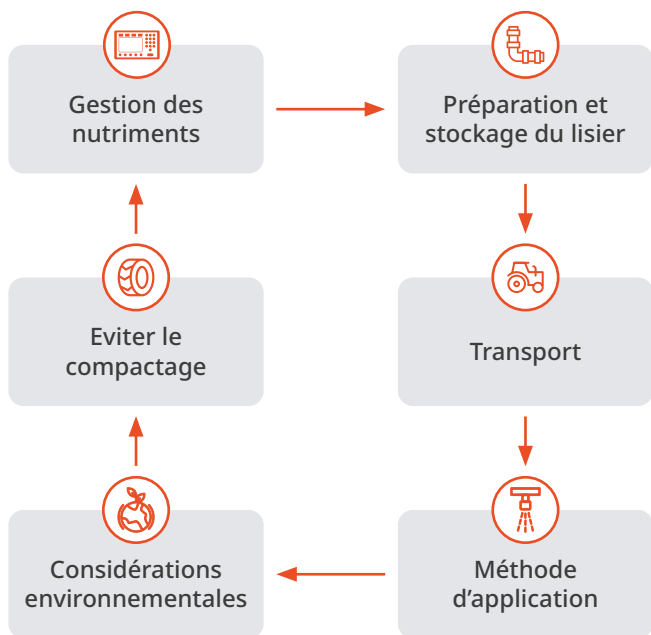 Gestion des
nutriments
Préparation et
stockage du lisier
Eviter le
compactage
Transport
Considérations
environnementales
Méthode
d’application